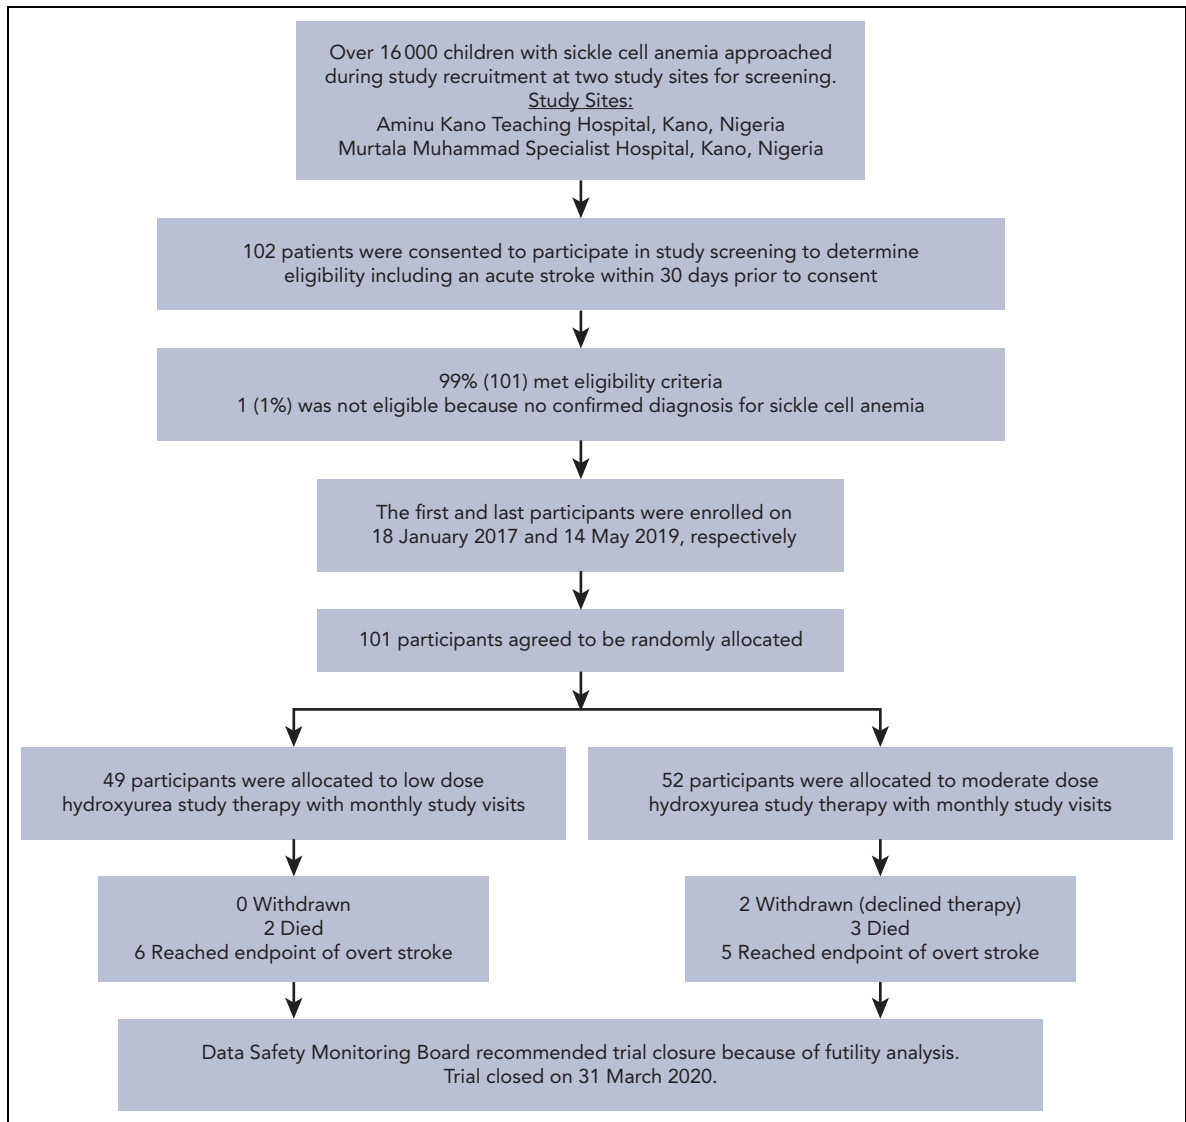 Over 16 000 children with sickle cell anemia approached
during study recruitment at two study sites for screening.
Study Sites:
Aminu Kano Teaching Hospital, Kano, Nigeria
Murtala Muhammad Specialist Hospital, Kano, Nigeria
102 patients were consented to participate in study screening to determine
eligibility including an acute stroke within 30 days prior to consent
99% (101) met eligibility criteria
1 (1%) was not eligible because no confirmed diagnosis for sickle cell anemia
The first and last participants were enrolled on
18 January 2017 and 14 May 2019, respectively
101 participants agreed to be randomly allocated
49 participants were allocated to low dose
hydroxyurea study therapy with monthly study visits
52 participants were allocated to moderate dose
hydroxyurea study therapy with monthly study visits
0 Withdrawn
2 Died
6 Reached endpoint of overt stroke
2 Withdrawn (declined therapy)
3 Died
5 Reached endpoint of overt stroke
Data Safety Monitoring Board recommended trial closure because of futility analysis.
Trial closed on 31 March 2020.